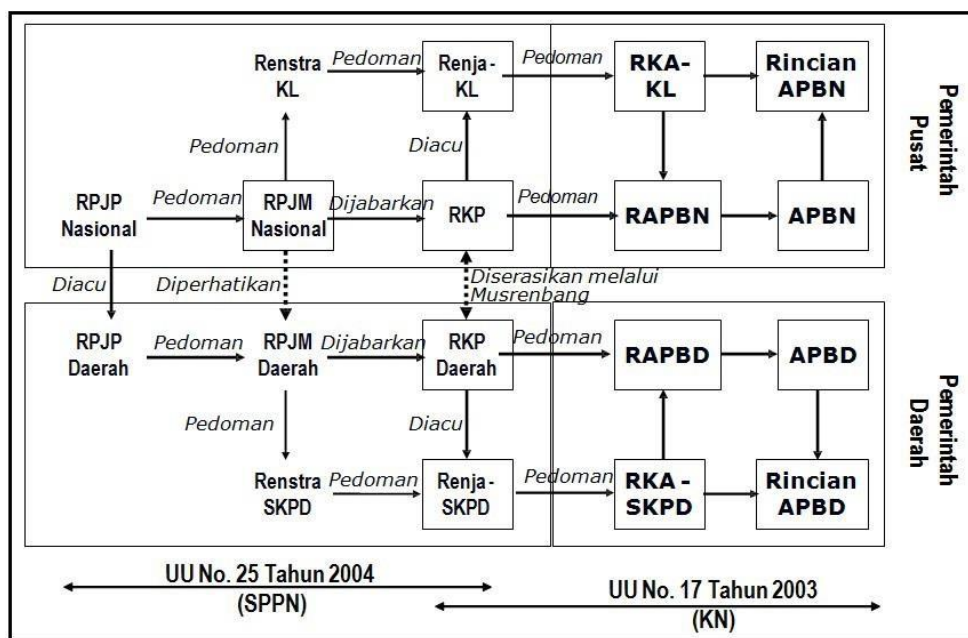 Renstra
KL
Pedoman
Renja-
KL
Pedoman
RKA-
KL
Rincian
APBN
Pedoman
Diacu
RPJP
Nasional
Pedoman
RPJM
Nasional
Dijabarkan
RKP
Pedoman
RAPBN
APBN
Pemerintah
Pusat
Diacu
Diperhatikan
Diserasikan melalui
Musrenbang
RPJP
Daerah
Pedoman
RPJM
Daerah
Dijabarkan
RKP
Daerah
Pedoman
RAPBD
APBD
Pedoman
Diacu
Renstra
SKPD
Pedoman
Renja-
SKPD
Pedoman
RKA -
SKPD
Rincian
APBD
Pemerintah
Daerah
UU No. 25 Tahun 2004
(SPPN)
UU No. 17 Tahun 2003
(KN)